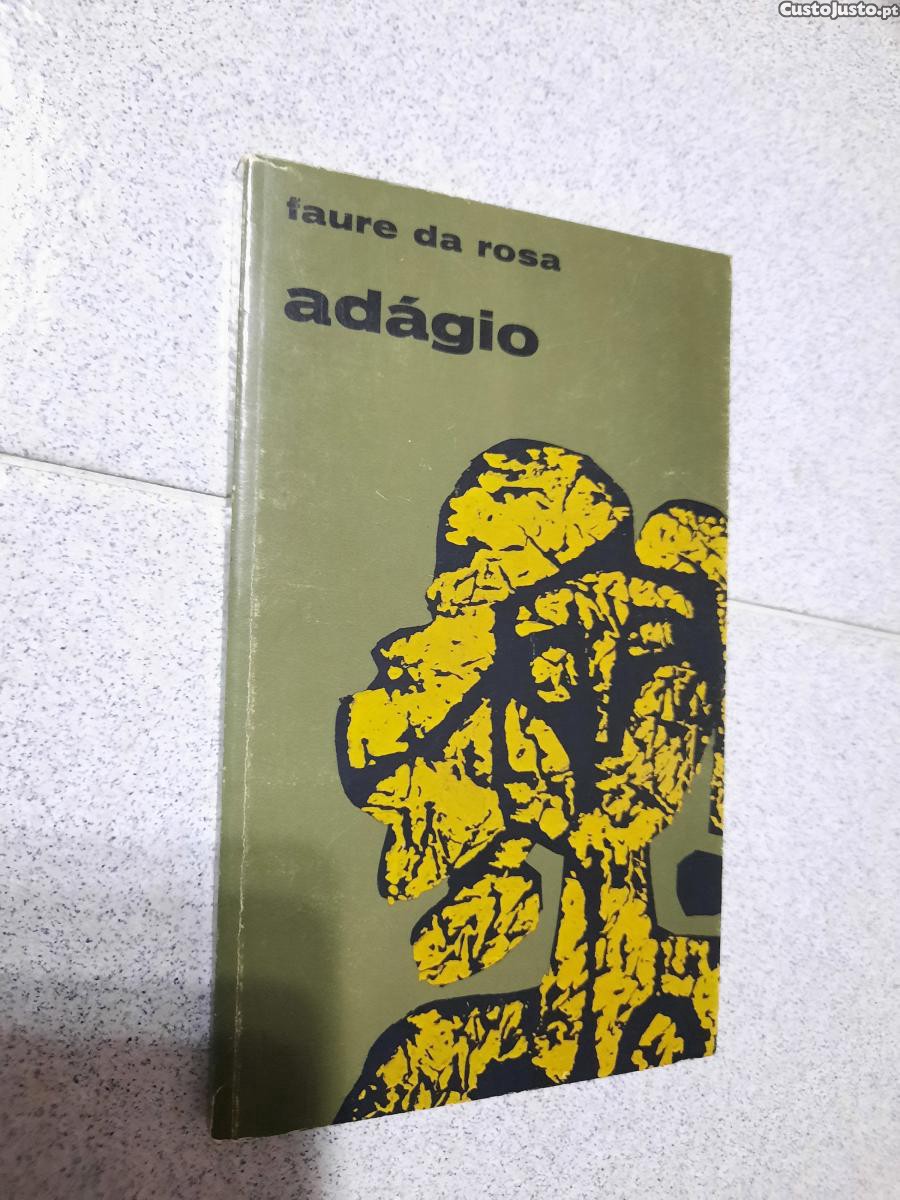 CustoJusto.pt
faure da rosa
adágio